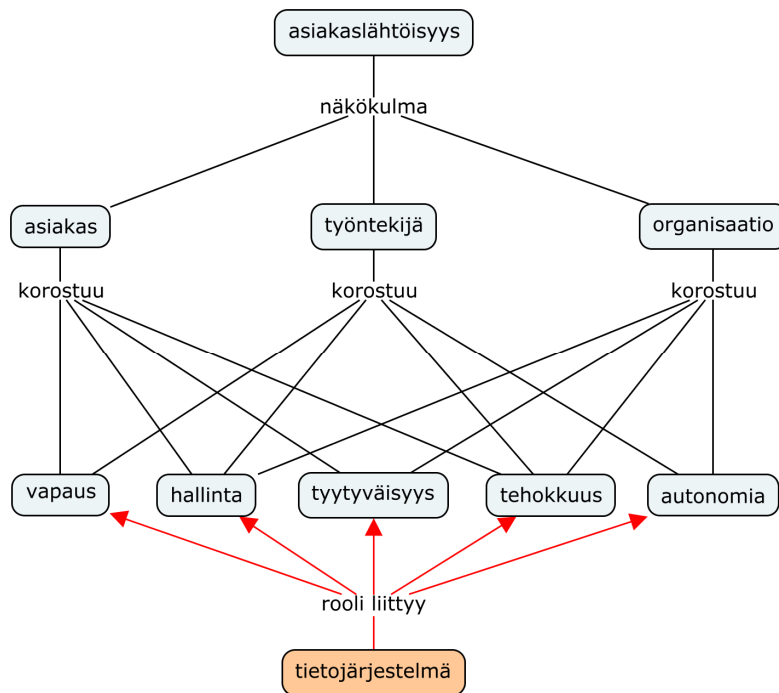 asiakaslähtöisyys
näkökulma
asiakas
työntekijä
organisaatio
korostuu
korostuu
korostuu
vapaus
hallinta
tyytyväisyys
tehokkuus
autonomia
rooli liittyy
tietojärjestelmä